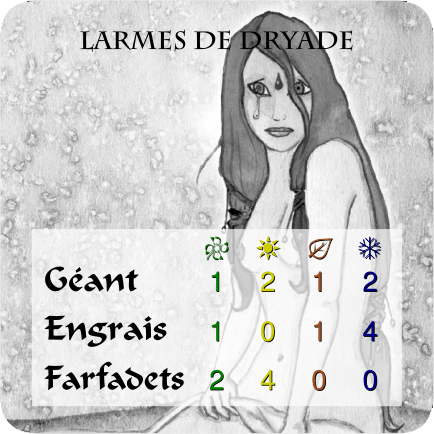 LARMES DE DRYADE
Géant 1 2 1 2
Engrais 1 0 1 4
Farfadets 2 4 0 0